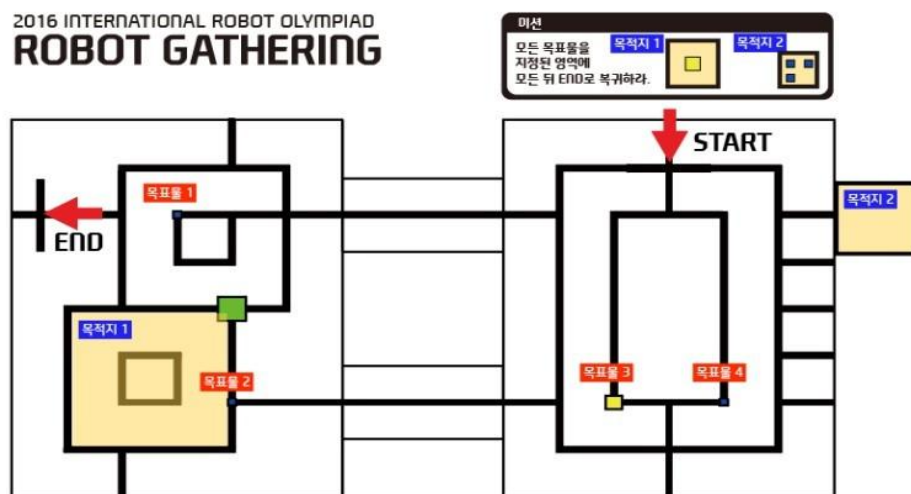 2016 INTERNATIONAL ROBOT OLYMPIAD
ROBOT GATHERING
미션
모든 목표물을
지정된 영역에
모든 뒤 END로 복귀하라.
목적지 1
목적지 2
START
목표물 1
END
목적지 2
목적지 1
목표물 2
목표물 3
목표물 4